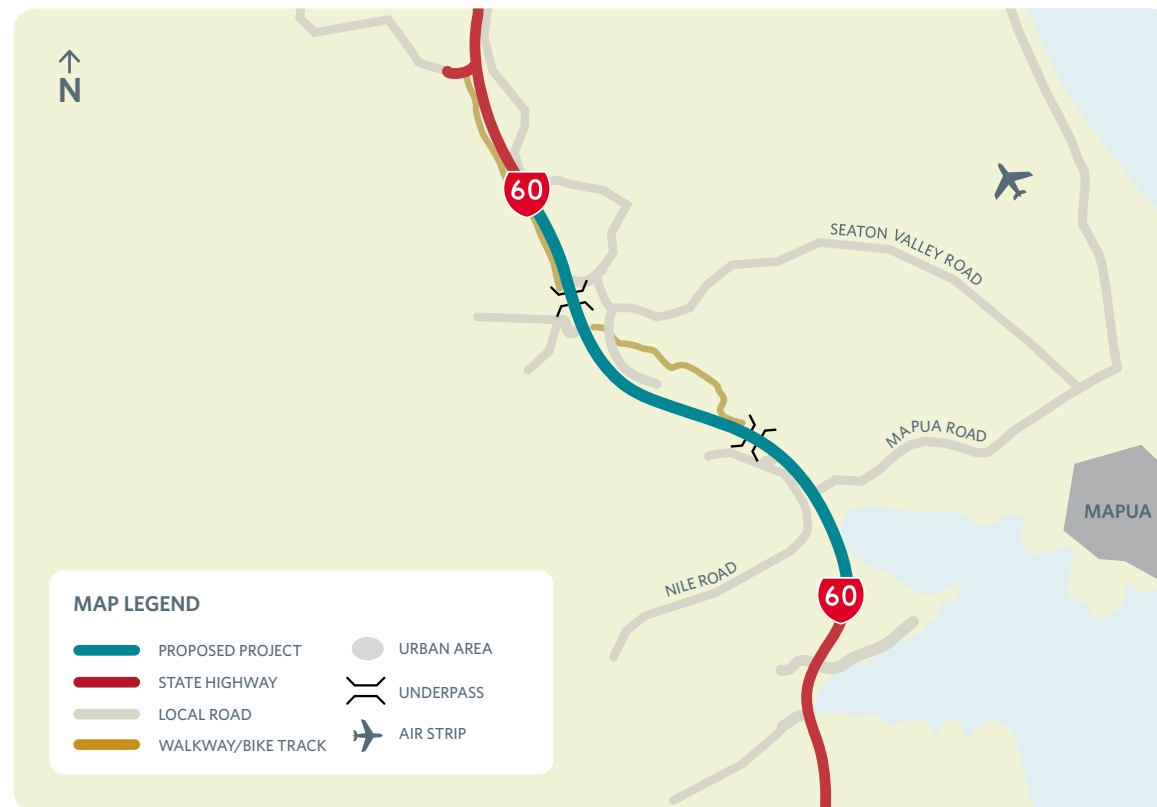 N
60
SEATON VALLEY ROAD
MAPUA ROAD
MAPUA
NILE ROAD
60
MAP LEGEND
PROPOSED PROJECT
STATE HIGHWAY
LOCAL ROAD
WALKWAY/BIKE TRACK
URBAN AREA
UNDERPASS
AIR STRIP